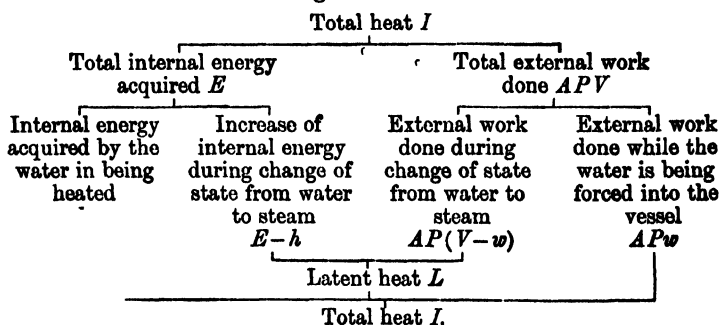 Total heat I
Total internal energy
acquired E
Total external work
done APV
Internal energy
acquired by the
water in being
heated
Increase of
internal energy
during change of
state from water
to steam
E−h
External work
done during
change of state
from water to
steam
AP(V−w)
External work
done while the
water is being
forced into the
vessel
APw
Latent heat L
Total heat I.